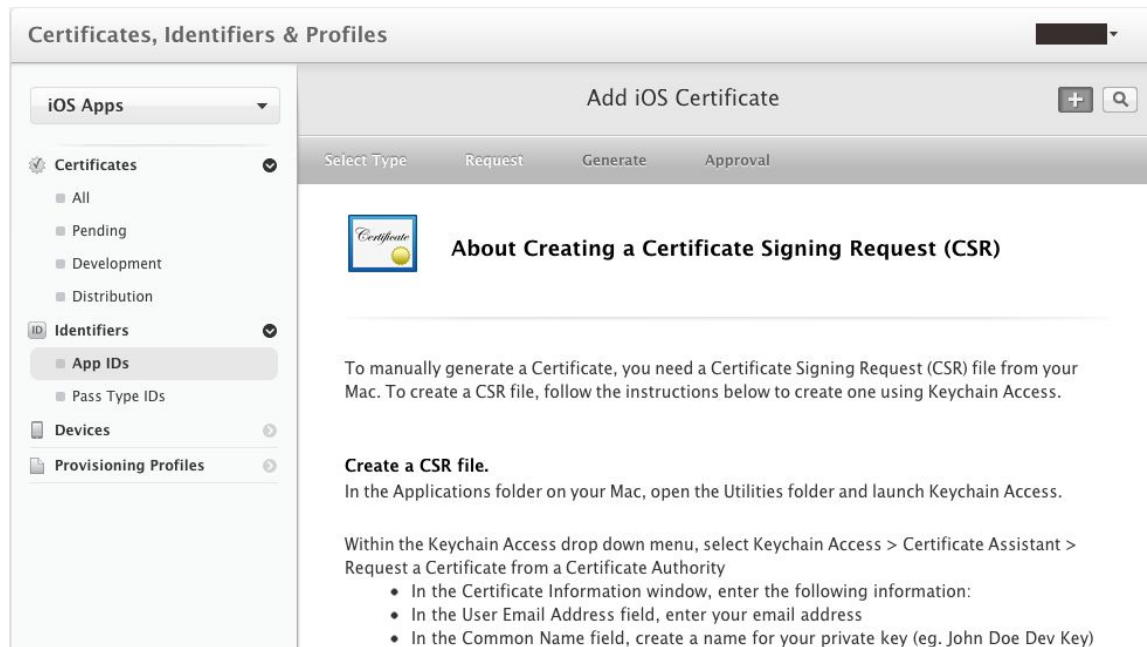 Certificates, Identifiers & Profiles
iOS Apps
Add iOS Certificate
Certificates
All
Pending
Development
Distribution
ID Identifiers
App IDs
Pass Type IDs
Devices
Provisioning Profiles
Select Type Request Generate Approval
Certificate
About Creating a Certificate Signing Request (CSR)
To manually generate a Certificate, you need a Certificate Signing Request (CSR) file from your
Mac. To create a CSR file, follow the instructions below to create one using Keychain Access.
Create a CSR file.
In the Applications folder on your Mac, open the Utilities folder and launch Keychain Access.
Within the Keychain Access drop down menu, select Keychain Access > Certificate Assistant >
Request a Certificate from a Certificate Authority
• In the Certificate Information window, enter the following information:
• In the User Email Address field, enter your email address
• In the Common Name field, create a name for your private key (eg. John Doe Dev Key)